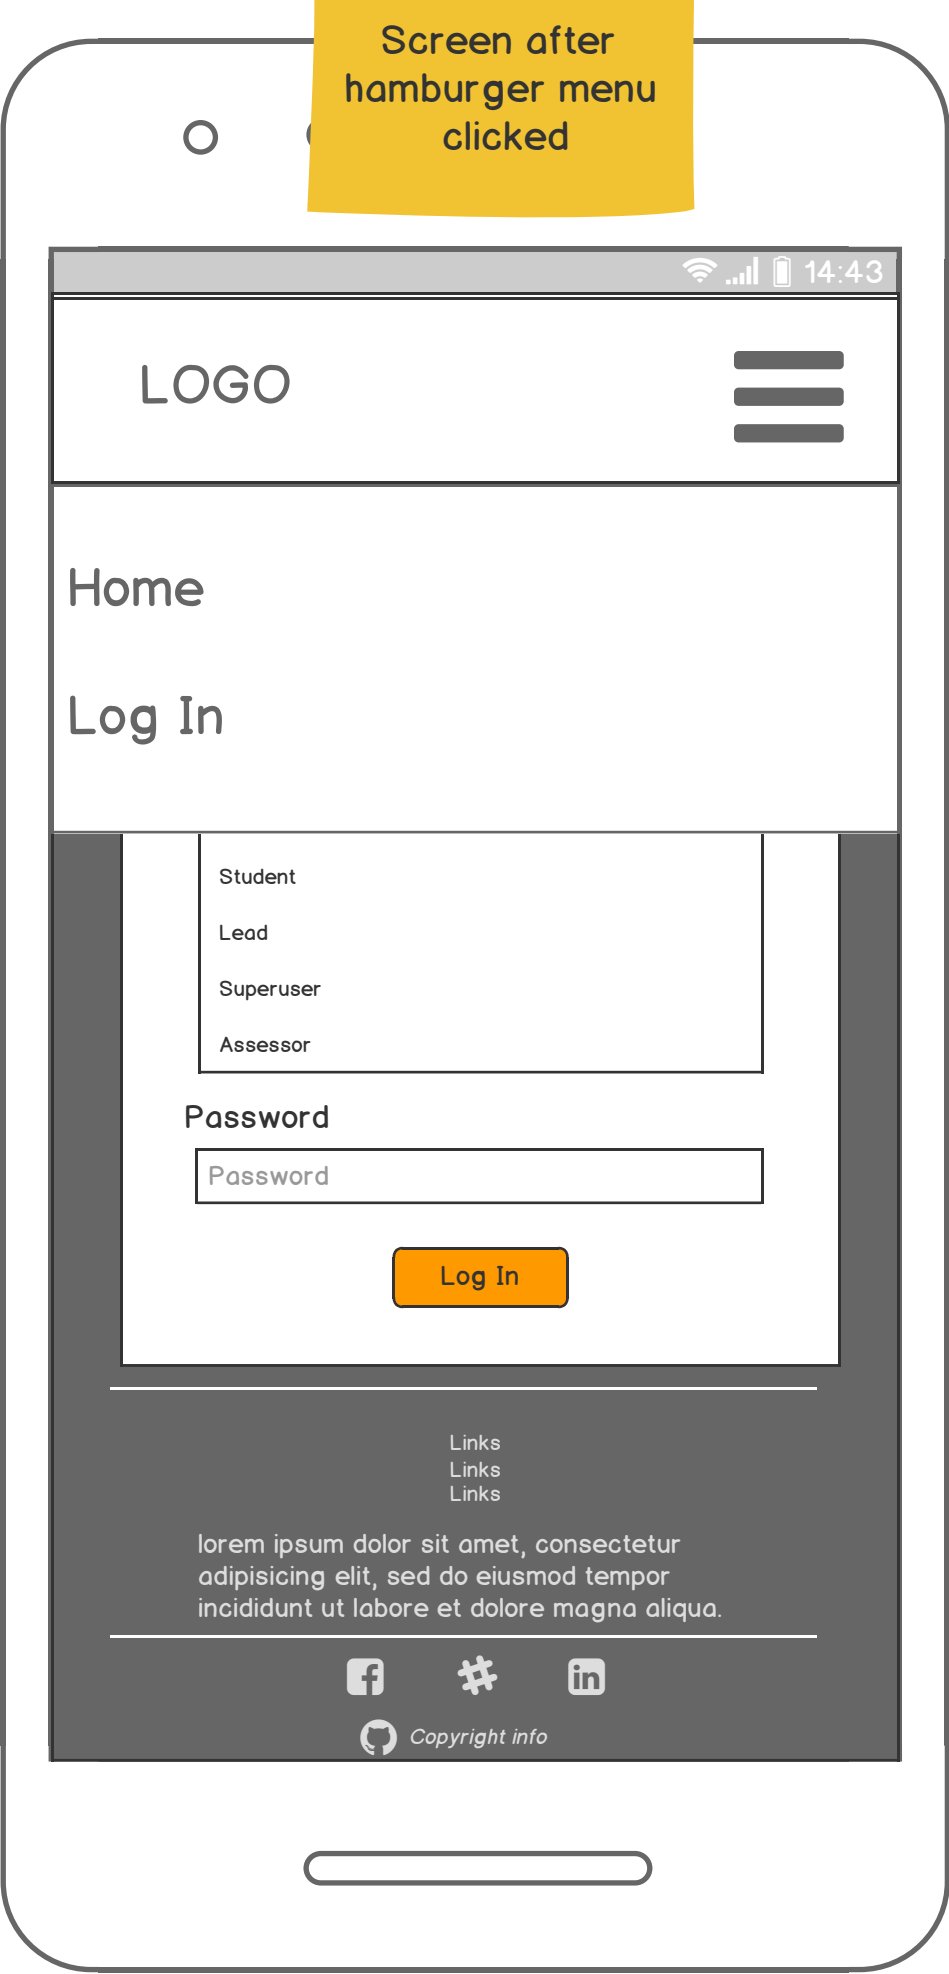 Screen after
hamburger menu
clicked
14:43
LOGO
Home
Log In
Student
Lead
Superuser
Assessor
Password
Password
Log In
Links
Links
Links
lorem ipsum dolor sit amet, consectetur
adipisicing elit, sed do eiusmod tempor
incididunt ut labore et dolore magna aliqua.
Copyright info